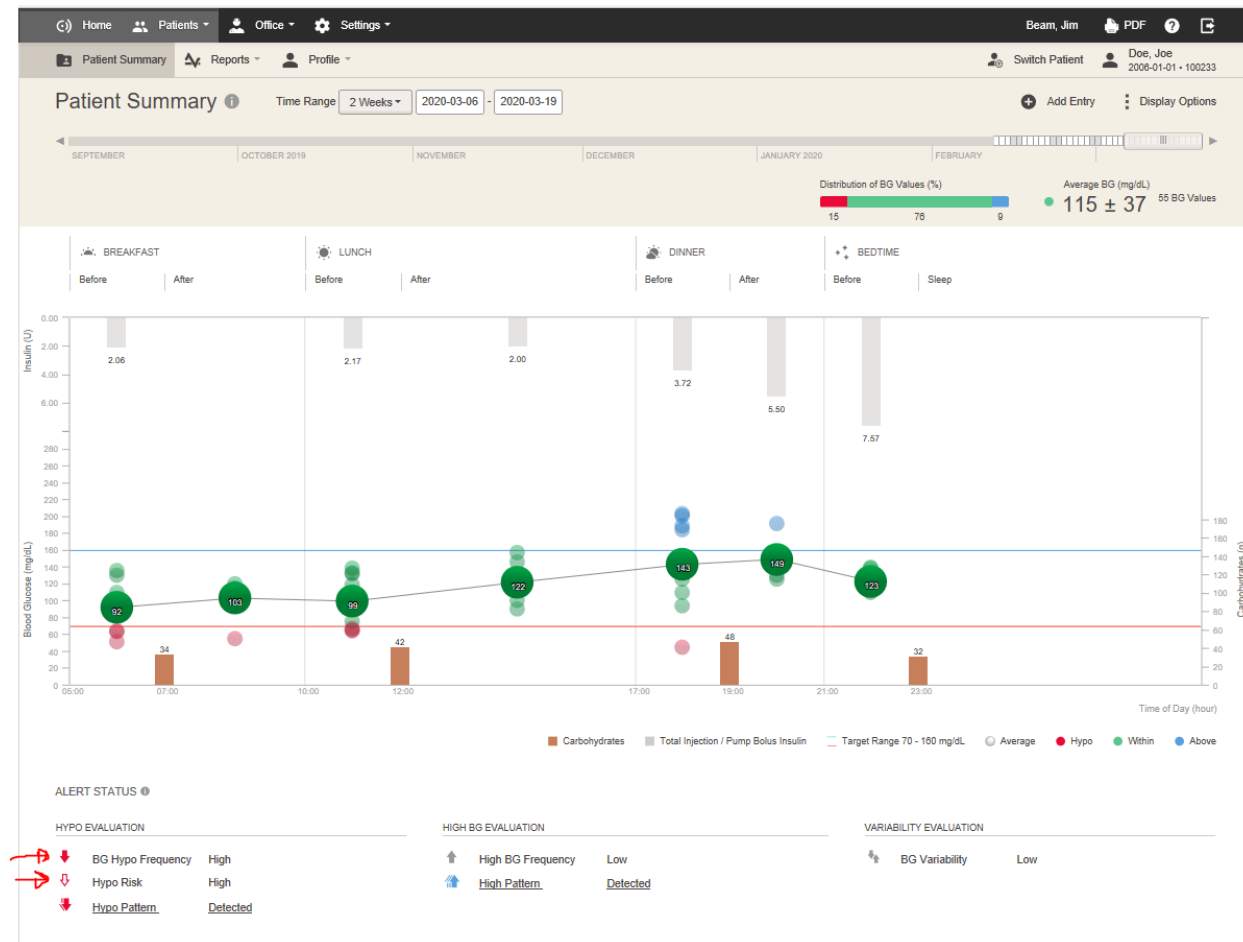 Home Patients Office Settings Beam, Jim PDF ?
Patient Summary Reports Profile Switch Patient Doe, Joe
2006-01-01 • 100233
Patient Summary i Time Range 2 Weeks 2020-03-06 - 2020-03-19 Add Entry Display Options
SEPTEMBER OCTOBER 2019 NOVEMBER DECEMBER JANUARY 2020 FEBRUARY
Distribution of BG Values (%) Average BG (mg/dL)
115 ± 37 55 BG Values
15 76 9
BREAKFAST LUNCH DINNER BEDTIME
Before After Before After Before After Before Sleep
Insulin (U)
0.00
2.00
4.00
6.00
2.06 2.17 2.00 3.72 5.50 7.57
Blood Glucose (mg/dL)
280
260
240
220
200
180
160
140
120
100
80
60
40
20
0
92 103 99 122 143 149 123
34 42 48 32
180
160
140
120
100
80
60
40
20
0
Carbohydrates (g)
05:00 07:00 10:00 12:00 17:00 19:00 21:00 23:00
Time of Day (hour)
Carbohydrates Total Injection / Pump Bolus Insulin Target Range 70 - 160 mg/dL Average Hypo Within Above
ALERT STATUS i
HYPO EVALUATION HIGH BG EVALUATION VARIABILITY EVALUATION
BG Hypo Frequency High High BG Frequency Low BG Variability Low
Hypo Risk High High Pattern Detected
Hypo Pattern Detected